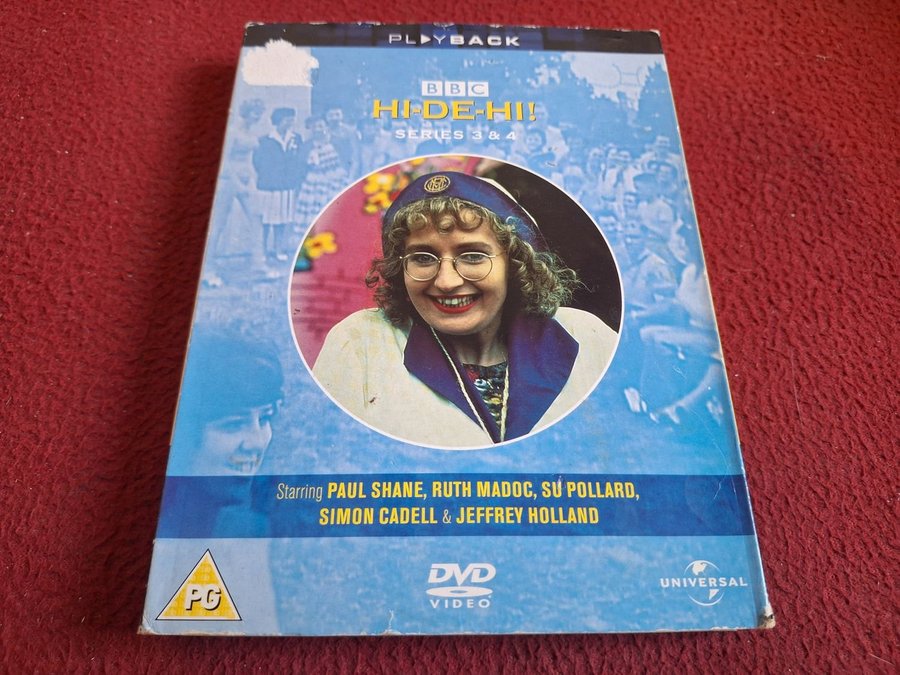 PLAYBACK
BBC
HI-DE-HI!
SERIES 3 & 4
Starring PAUL SHANE, RUTH MADOC, SU POLLARD,
SIMON CADELL & JEFFREY HOLLAND
PG
DVD
VIDEO
UNIVERSAL